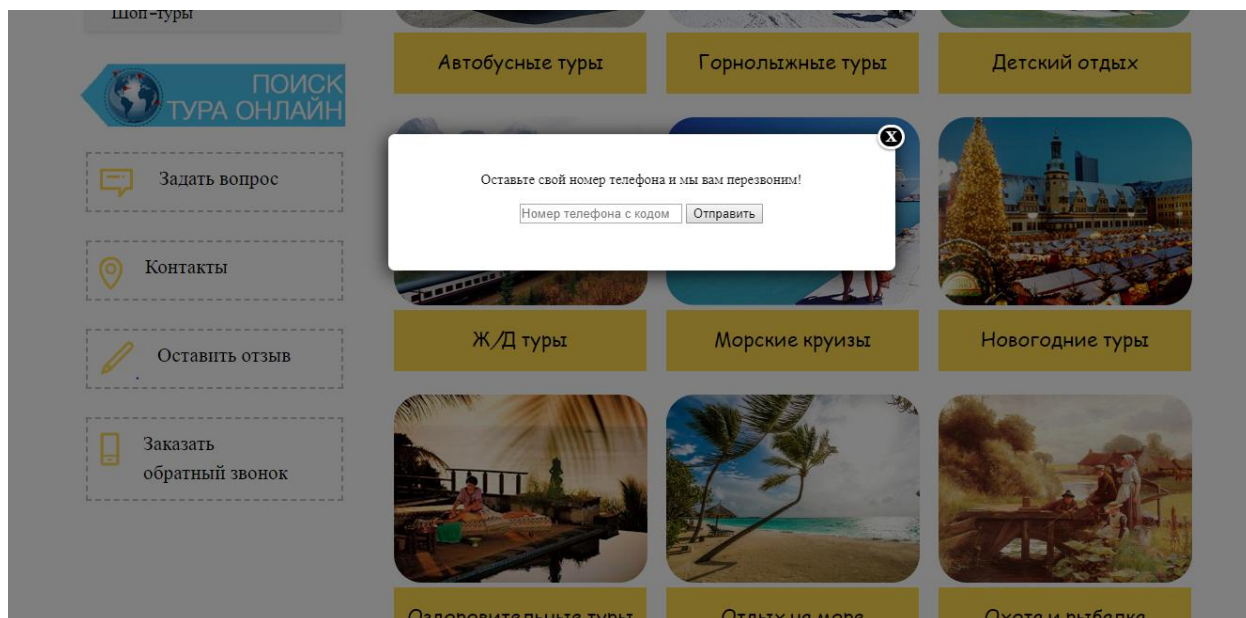 Шоп-туры
ПОИСК
ТУРА ОНЛАЙН
Задать вопрос
Контакты
Оставить отзыв
Заказать
обратный звонок
Автобусные туры
Горнолыжные туры
Детский отдых
X
Оставьте свой номер телефона и мы вам перезвоним!
Номер телефона с кодом
Отправить
Ж/Д туры
Морские круизы
Новогодние туры
Оздоровительные туры
Отдых на море
Охота и рыбалка